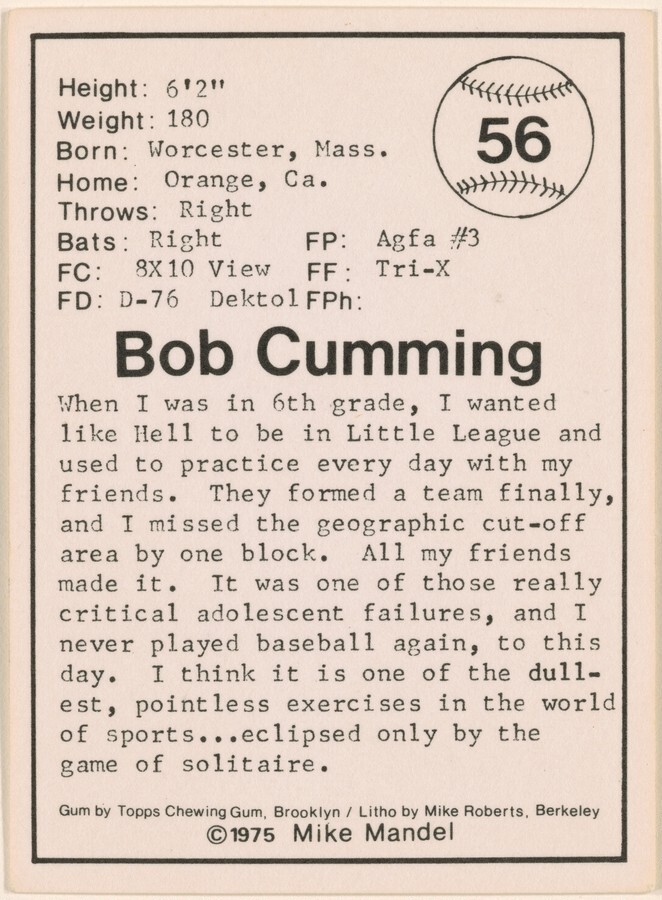 Height: 6'2"
Weight: 180
56
Born: Worcester, Mass.
Home: Orange, Ca.
Throws: Right
Bats: Right FP: Agfa #3
FC: 8X10 View FF: Tri-X
FD: D-76 Dektol FPh:
Bob Cumming
When I was in 6th grade, I wanted
like Hell to be in Little League and
used to practice every day with my
friends. They formed a team finally,
and I missed the geographic cut-off
area by one block. All my friends
made it. It was one of those really
critical adolescent failures, and I
never played baseball again, to this
day. I think it is one of the dull-
est, pointless exercises in the world
of sports...eclipsed only by the
game of solitaire.
Gum by Topps Chewing Gum, Brooklyn / Litho by Mike Roberts, Berkeley
©1975 Mike Mandel